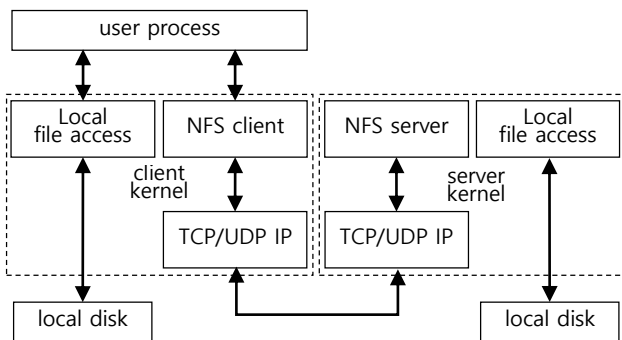 user process
Local
file access
NFS client
NFS server
Local
file access
client
kernel
server
kernel
TCP/UDP IP
TCP/UDP IP
local disk
local disk